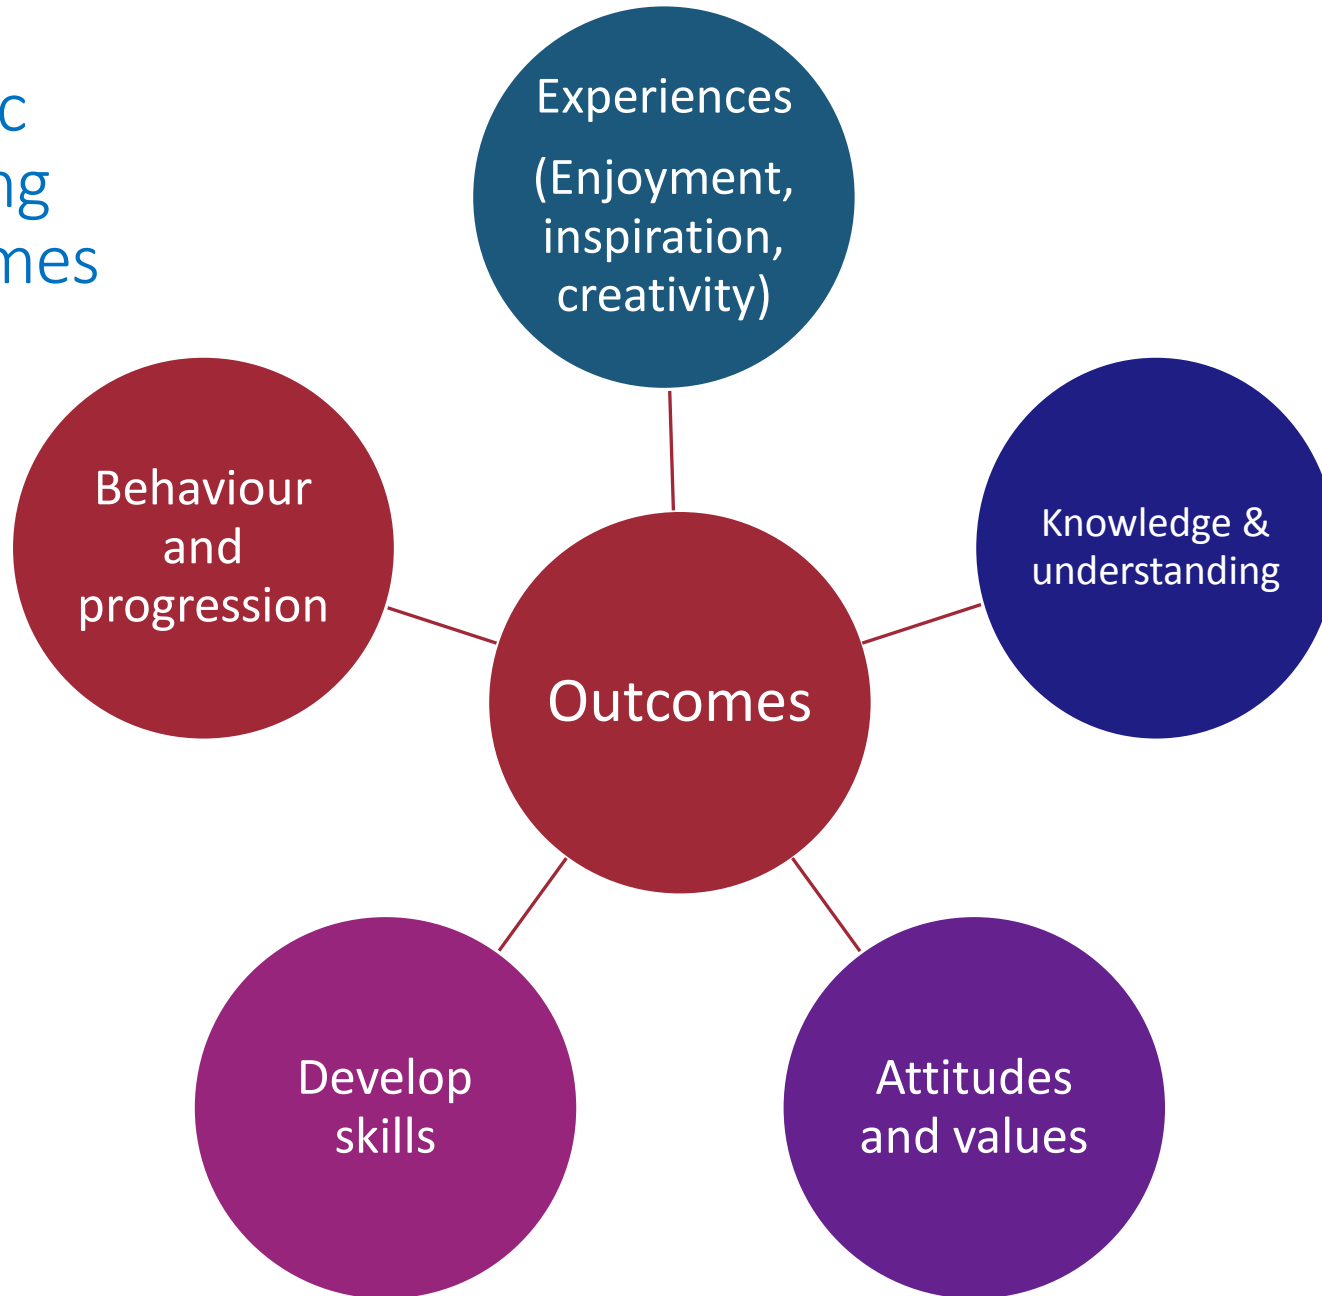 c
ng
mes
Experiences
(Enjoyment,
inspiration,
creativity)
Behaviour
and
progression
Knowledge &
understanding
Outcomes
Develop
skills
Attitudes
and values